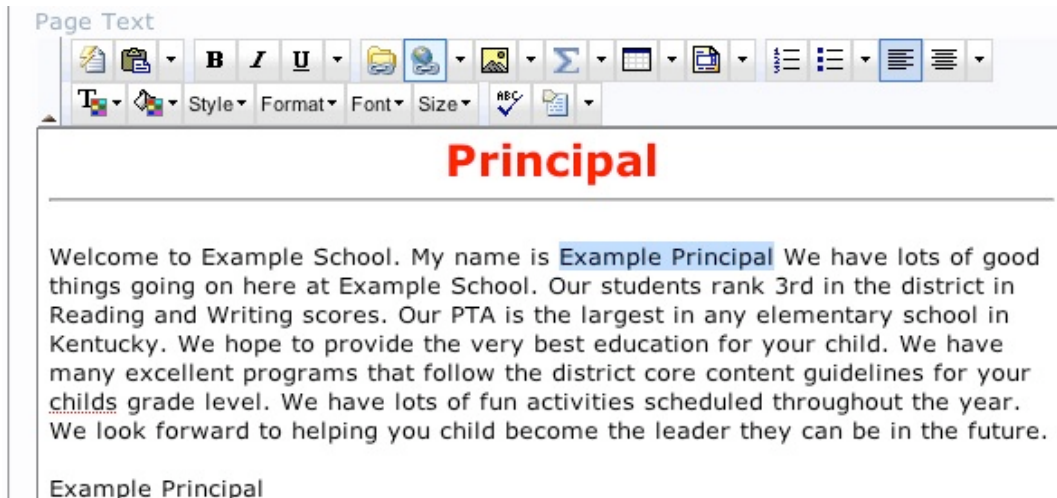 Page Text
B I U
T Style Format Font Size ABC
Principal
Welcome to Example School. My name is Example Principal We have lots of good
things going on here at Example School. Our students rank 3rd in the district in
Reading and Writing scores. Our PTA is the largest in any elementary school in
Kentucky. We hope to provide the very best education for your child. We have
many excellent programs that follow the district core content guidelines for your
childs grade level. We have lots of fun activities scheduled throughout the year.
We look forward to helping you child become the leader they can be in the future.
Example Principal